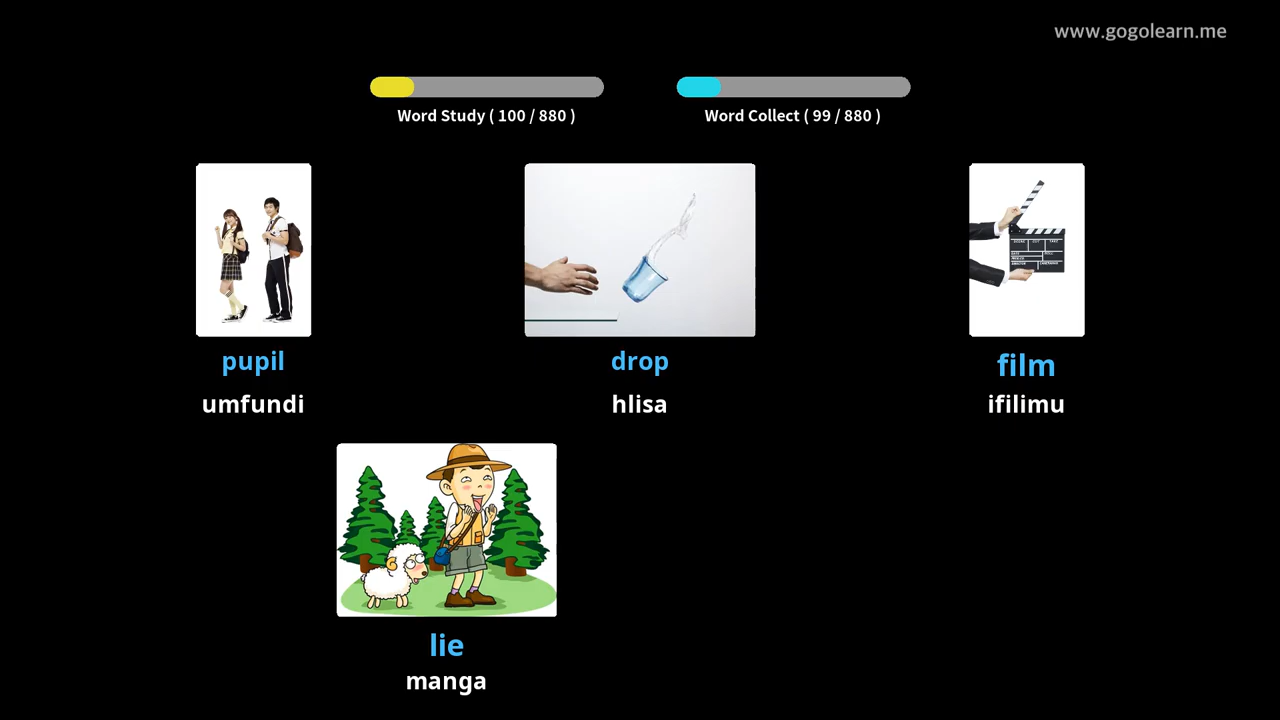 www.gogolearn.me
Word Study ( 100 / 880 )
Word Collect ( 99 / 880 )
pupil
umfundi
drop
hlisa
film
ifilimu
lie
manga